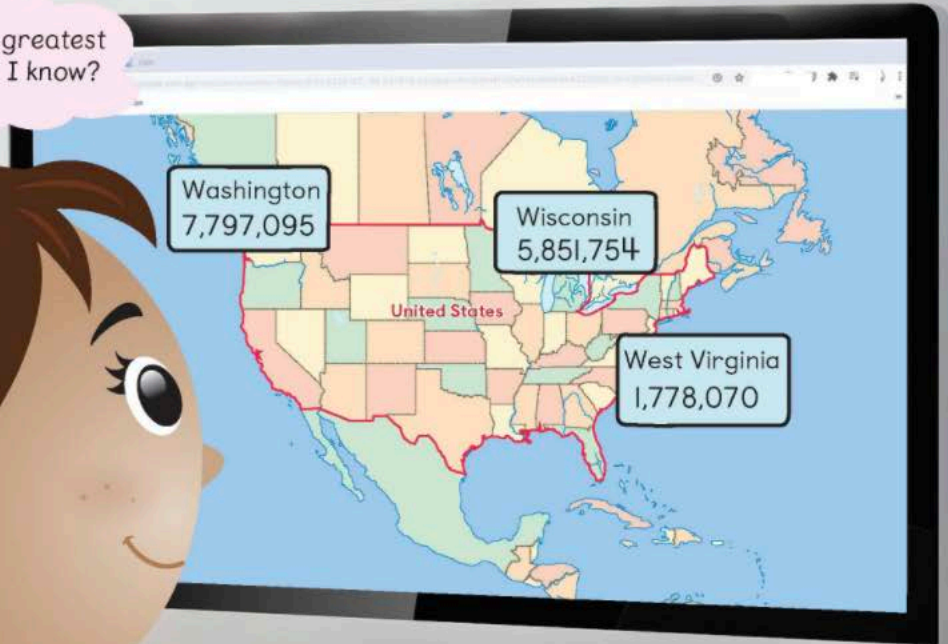 greatest
I know?
Washington
7,797,095
Wisconsin
5,851,754
United States
West Virginia
1,778,070